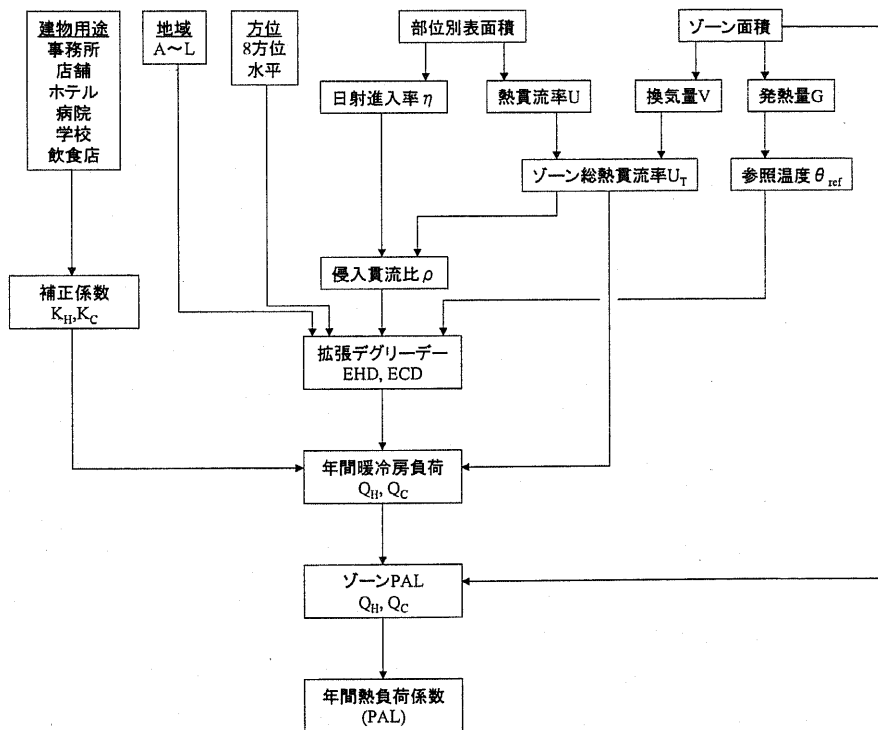 建物用途
事務所
店舗
ホテル
病院
学校
飲食店
地域
A～L
方位
8方位
水平
部位別表面積
ゾーン面積
日射進入率η
熱貫流率U
換気量V
発熱量G
ゾーン総熱貫流率U_T
参照温度θ_ref
侵入貫流比ρ
補正係数
K_H,K_C
拡張デグリーデー
EHD, ECD
年間暖冷房負荷
Q_H, Q_C
ゾーンPAL
Q_H, Q_C
年間熱負荷係数
(PAL)